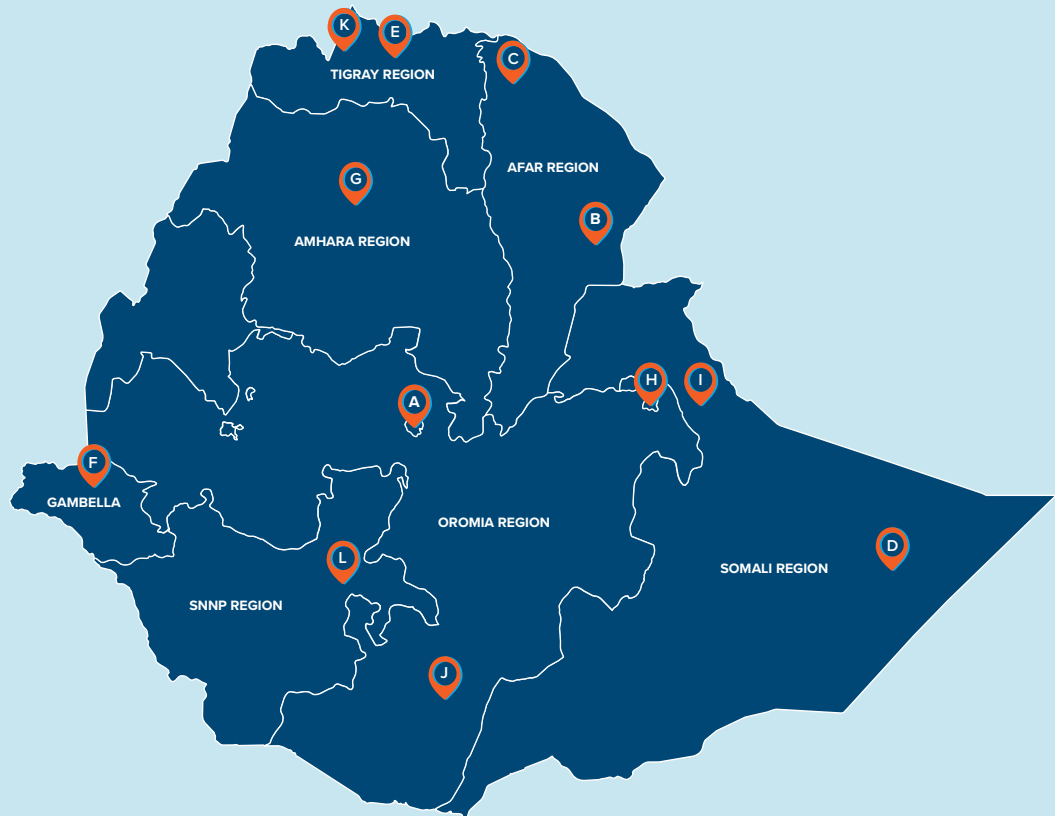 K
E
C
TIGRAY REGION
AFAR REGION
G
B
AMHARA REGION
H
I
A
F
GAMBELLA
OROMIA REGION
D
L
SOMALI REGION
SNNP REGION
J